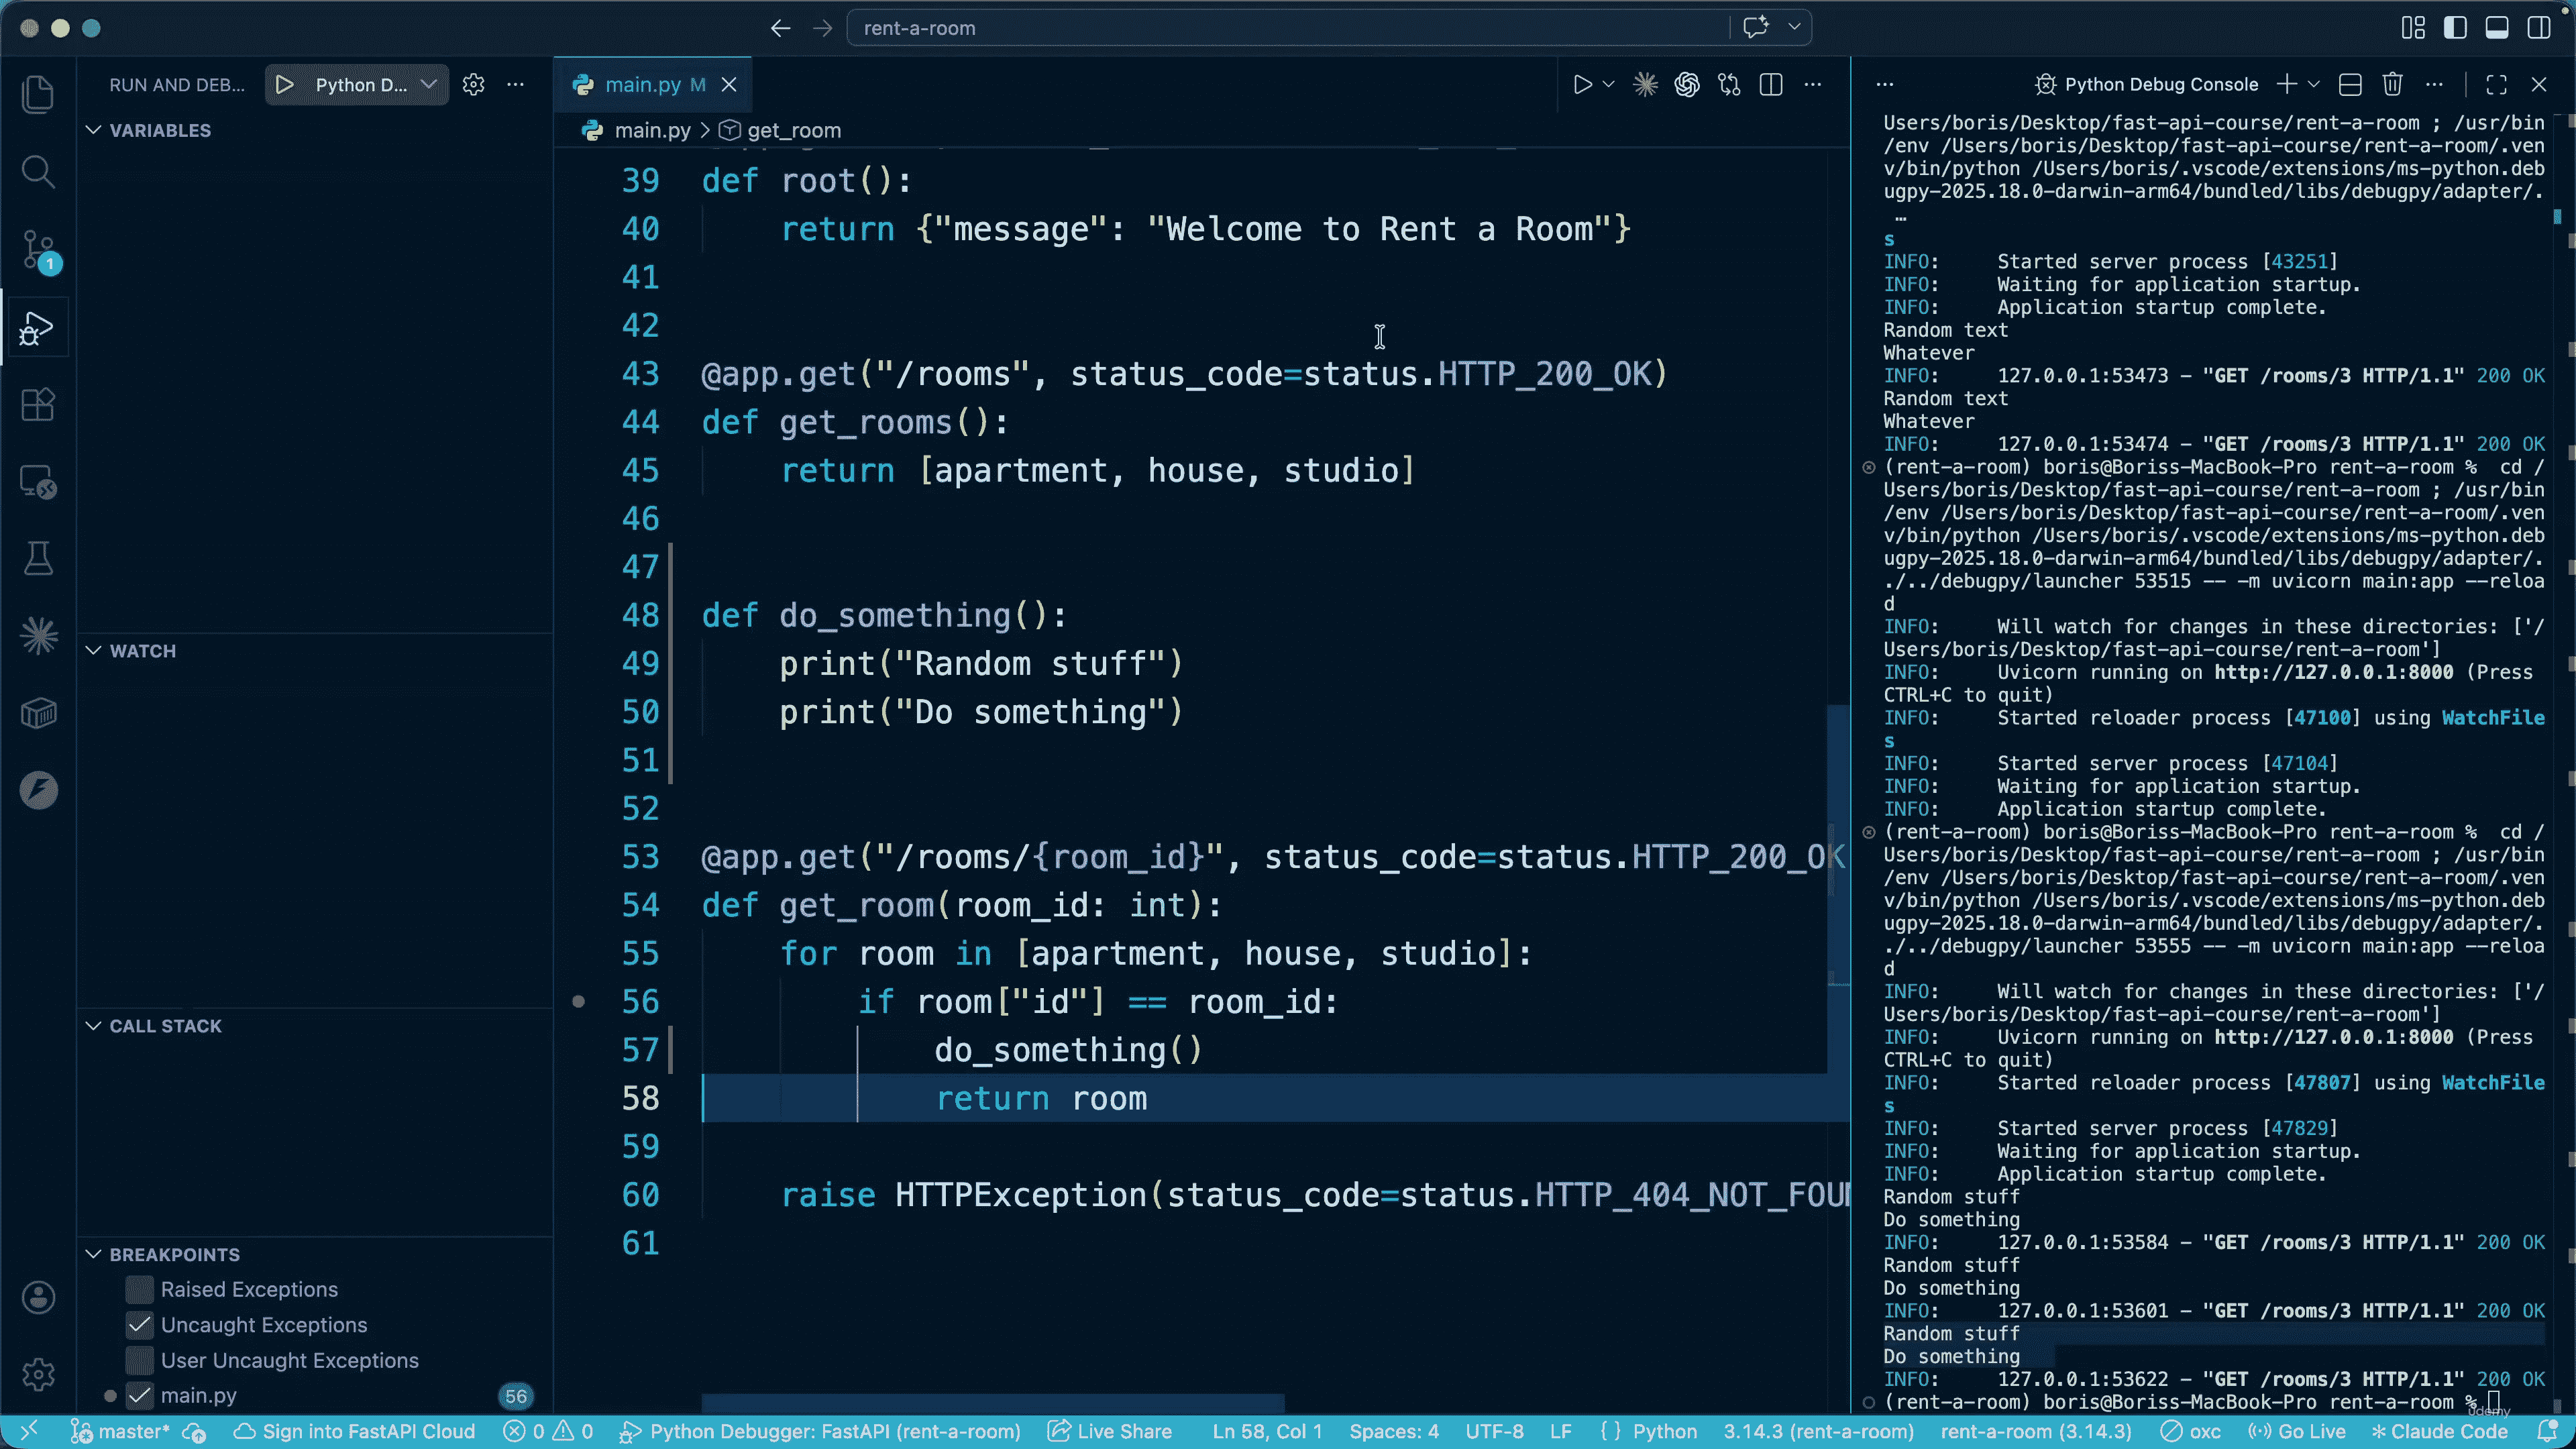 rent-a-room
RUN AND DEB... Python D...
main.py M
Python Debug Console
main.py > get_room
VARIABLES
WATCH
CALL STACK
BREAKPOINTS
Raised Exceptions
Uncaught Exceptions
User Uncaught Exceptions
main.py 56
1
39 def root():
40 return {"message": "Welcome to Rent a Room"}
41
42
43 @app.get("/rooms", status_code=status.HTTP_200_OK)
44 def get_rooms():
45 return [apartment, house, studio]
46
47
48 def do_something():
49 print("Random stuff")
50 print("Do something")
51
52
53 @app.get("/rooms/{room_id}", status_code=status.HTTP_200_OK
54 def get_room(room_id: int):
55 for room in [apartment, house, studio]:
56 if room["id"] == room_id:
57 do_something()
58 return room
59
60 raise HTTPException(status_code=status.HTTP_404_NOT_FOUN
61
Users/boris/Desktop/fast-api-course/rent-a-room ; /usr/bin
/env /Users/boris/Desktop/fast-api-course/rent-a-room/.ven
v/bin/python /Users/boris/.vscode/extensions/ms-python.deb
ugpy-2025.18.0-darwin-arm64/bundled/libs/debugpy/adapter/.
…
s
INFO: Started server process [43251]
INFO: Waiting for application startup.
INFO: Application startup complete.
Random text
Whatever
INFO: 127.0.0.1:53473 - "GET /rooms/3 HTTP/1.1" 200 OK
Random text
Whatever
INFO: 127.0.0.1:53474 - "GET /rooms/3 HTTP/1.1" 200 OK
(rent-a-room) boris@Boriss-MacBook-Pro rent-a-room % cd /
Users/boris/Desktop/fast-api-course/rent-a-room ; /usr/bin
/env /Users/boris/Desktop/fast-api-course/rent-a-room/.ven
v/bin/python /Users/boris/.vscode/extensions/ms-python.deb
ugpy-2025.18.0-darwin-arm64/bundled/libs/debugpy/adapter/.
./../debugpy/launcher 53515 -- -m uvicorn main:app --reloa
d
INFO: Will watch for changes in these directories: ['/
Users/boris/Desktop/fast-api-course/rent-a-room']
INFO: Uvicorn running on http://127.0.0.1:8000 (Press
CTRL+C to quit)
INFO: Started reloader process [47100] using WatchFile
s
INFO: Started server process [47104]
INFO: Waiting for application startup.
INFO: Application startup complete.
(rent-a-room) boris@Boriss-MacBook-Pro rent-a-room % cd /
Users/boris/Desktop/fast-api-course/rent-a-room ; /usr/bin
/env /Users/boris/Desktop/fast-api-course/rent-a-room/.ven
v/bin/python /Users/boris/.vscode/extensions/ms-python.deb
ugpy-2025.18.0-darwin-arm64/bundled/libs/debugpy/adapter/.
./../debugpy/launcher 53555 -- -m uvicorn main:app --reloa
d
INFO: Will watch for changes in these directories: ['/
Users/boris/Desktop/fast-api-course/rent-a-room']
INFO: Uvicorn running on http://127.0.0.1:8000 (Press
CTRL+C to quit)
INFO: Started reloader process [47807] using WatchFile
s
INFO: Started server process [47829]
INFO: Waiting for application startup.
INFO: Application startup complete.
Random stuff
Do something
INFO: 127.0.0.1:53584 - "GET /rooms/3 HTTP/1.1" 200 OK
Random stuff
Do something
INFO: 127.0.0.1:53601 - "GET /rooms/3 HTTP/1.1" 200 OK
Random stuff
Do something
INFO: 127.0.0.1:53622 - "GET /rooms/3 HTTP/1.1" 200 OK
(rent-a-room) boris@Boriss-MacBook-Pro rent-a-room %
udemy
master* Sign into FastAPI Cloud 0 0 Python Debugger: FastAPI (rent-a-room) Live Share Ln 58, Col 1 Spaces: 4 UTF-8 LF { } Python 3.14.3 (rent-a-room) rent-a-room (3.14.3) oxc Go Live Claude Code